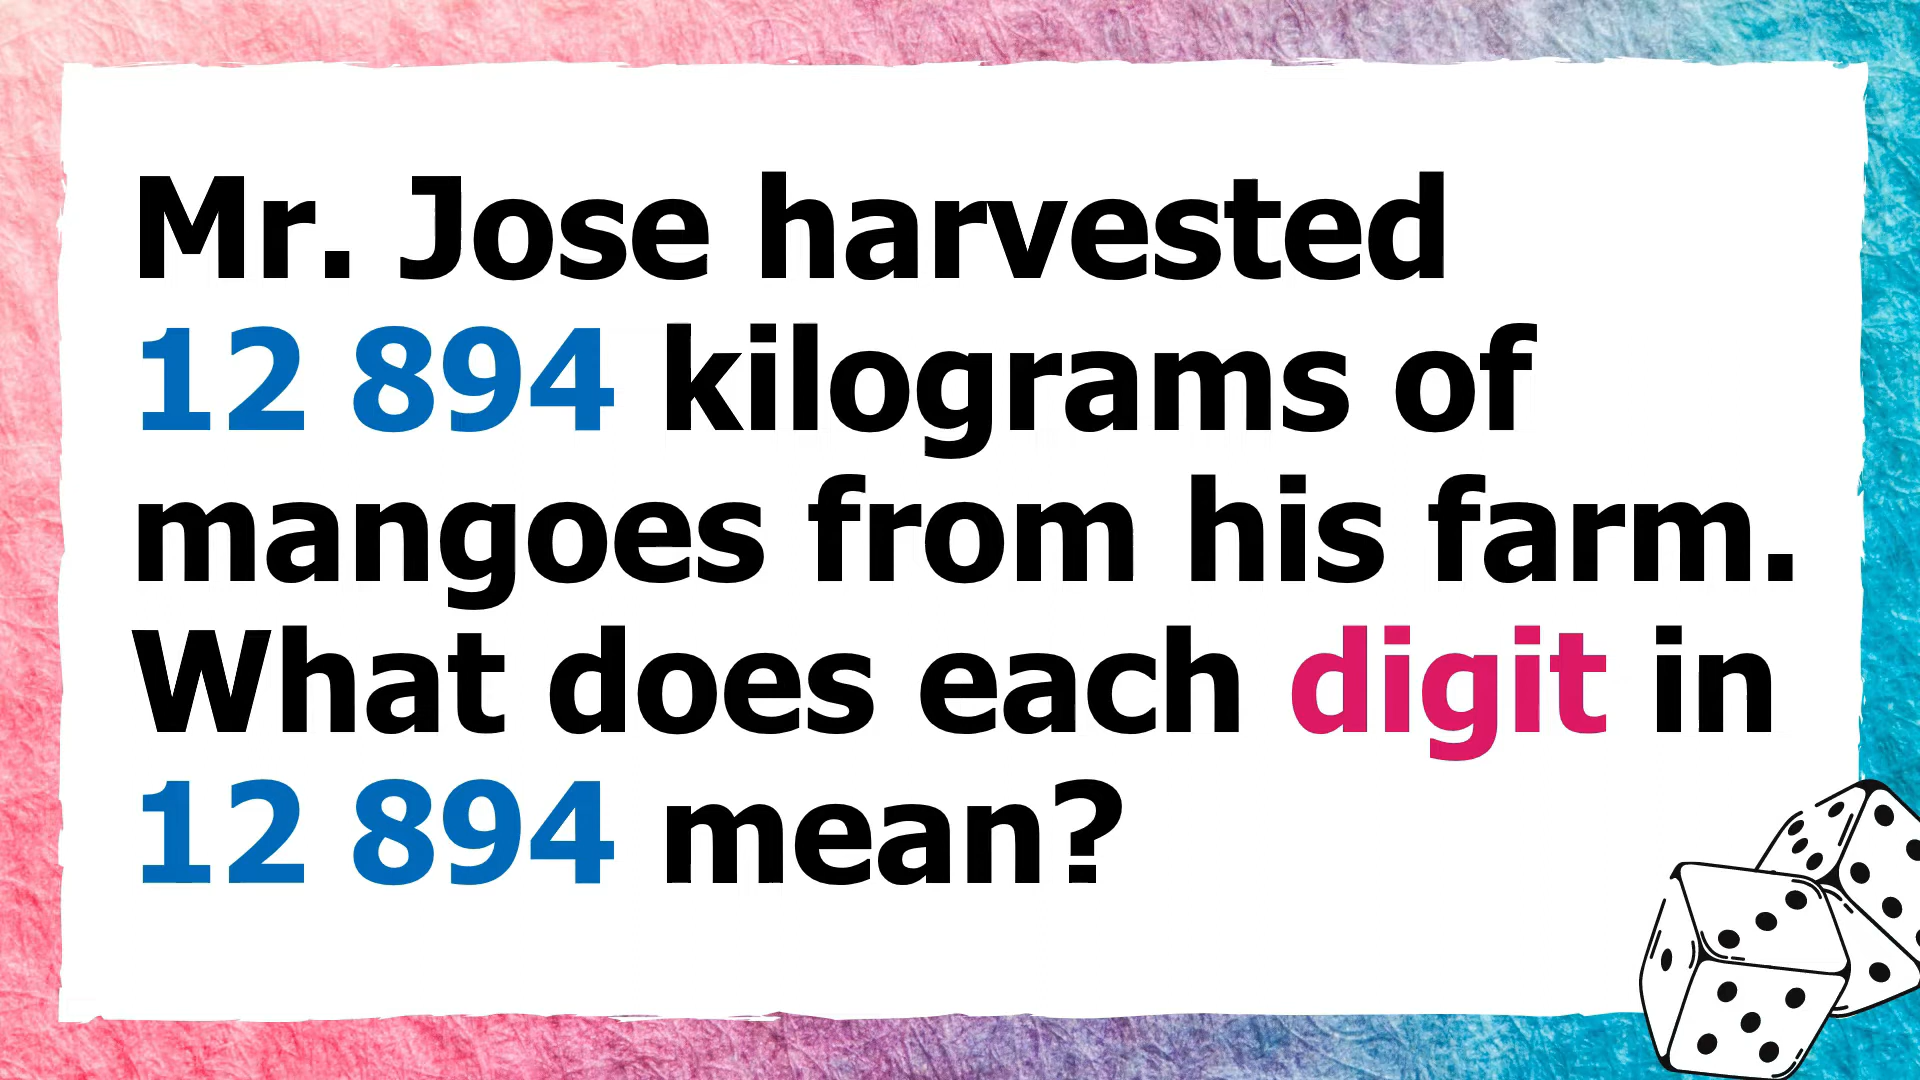 Mr. Jose harvested
12 894 kilograms of
mangoes from his farm.
What does each digit in
12 894 mean?